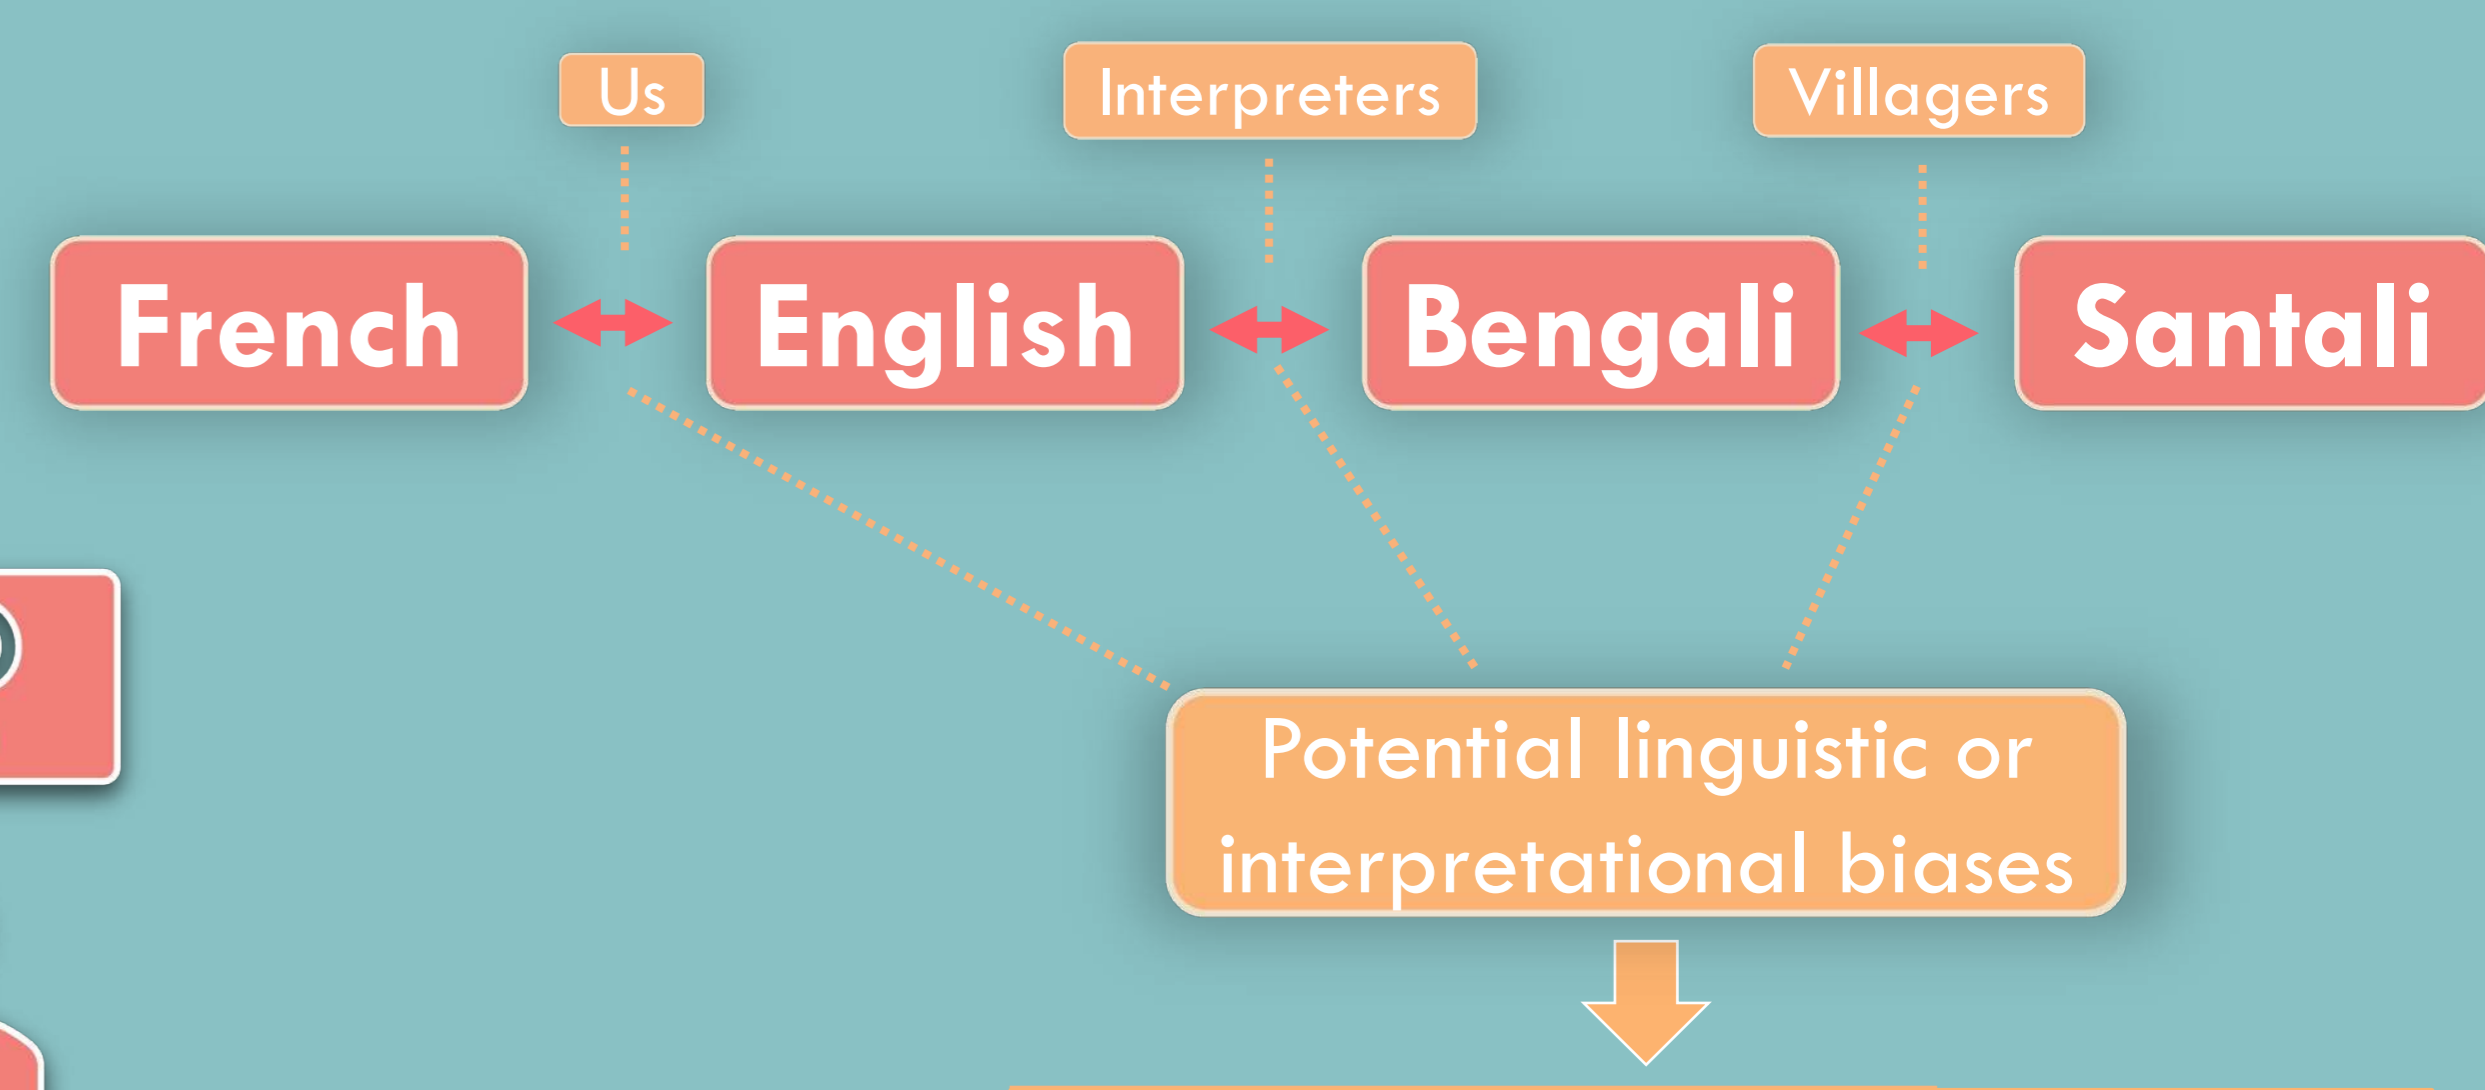 Us
Interpreters
Villagers
French
English
Bengali
Santali
Potential linguistic or
interpretational biases